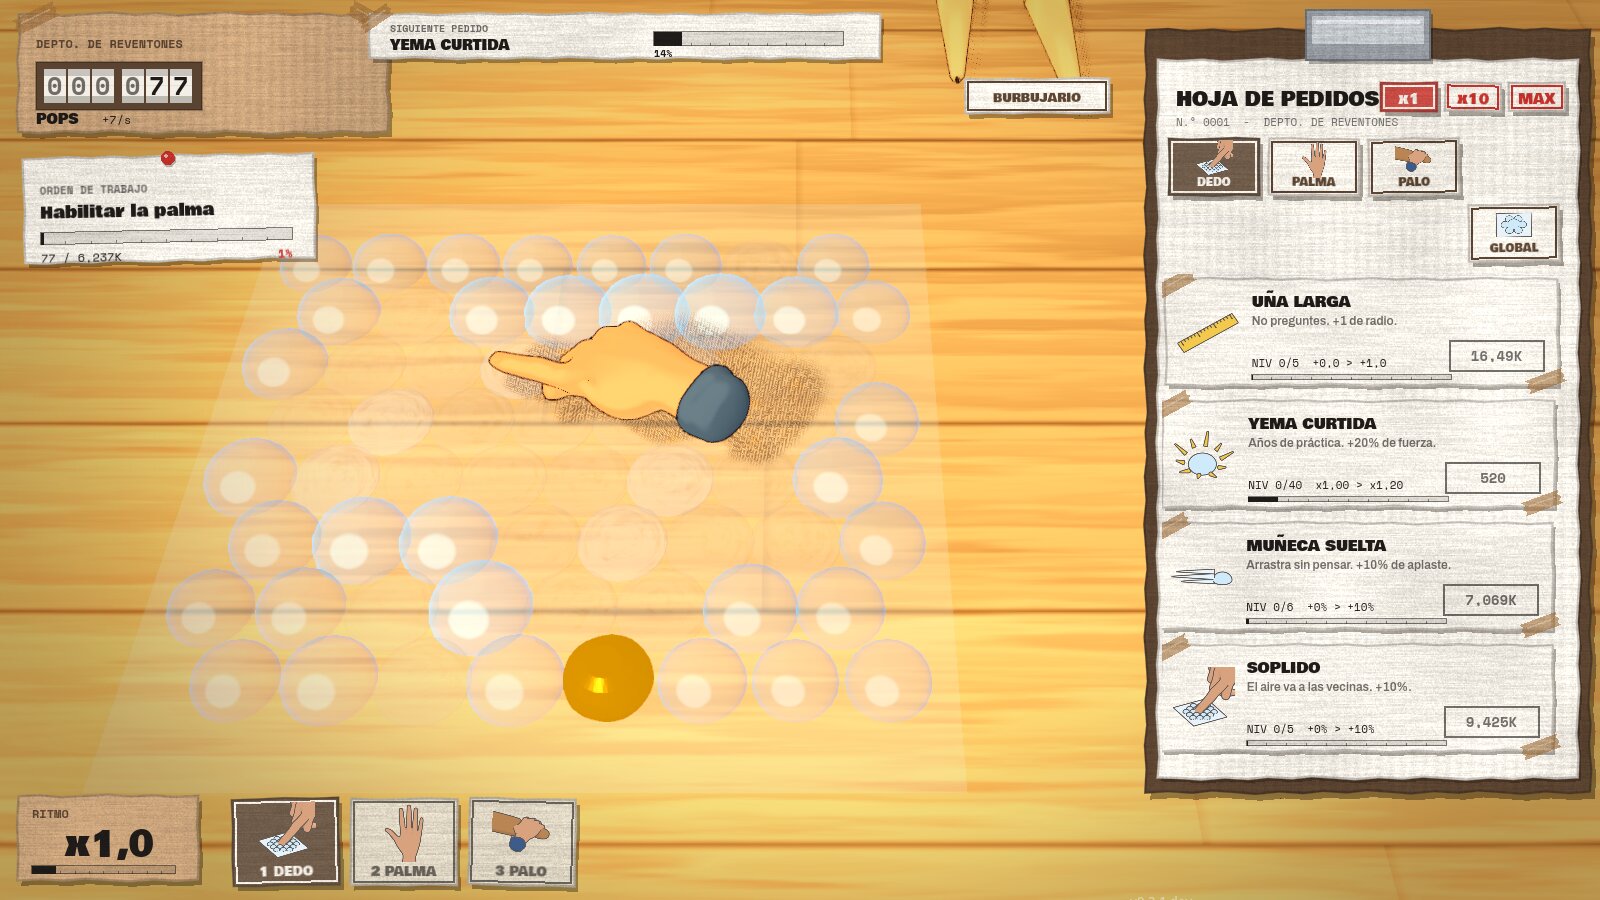 DEPTO. DE REVENTONES
000077
POPS +7/s
SIGUIENTE PEDIDO
YEMA CURTIDA
14%
BURBUJARIO
ORDEN DE TRABAJO
Habilitar la palma
77 / 6,237K
1%
HOJA DE PEDIDOS
x1
x10
MAX
N.º 0001 - DEPTO. DE REVENTONES
DEDO
PALMA
PALO
GLOBAL
UÑA LARGA
No preguntes. +1 de radio.
NIV 0/5 +0,0 > +1,0
16,49K
YEMA CURTIDA
Años de práctica. +20% de fuerza.
NIV 0/40 x1,00 > x1,20
520
MUÑECA SUELTA
Arrastra sin pensar. +10% de aplaste.
NIV 0/6 +0% > +10%
7,069K
SOPLIDO
El aire va a las vecinas. +10%.
NIV 0/5 +0% > +10%
9,425K
RITMO
x1,0
1 DEDO
2 PALMA
3 PALO